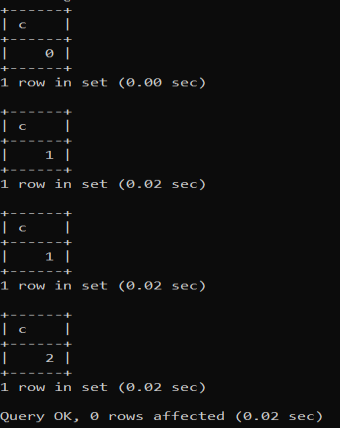 +------+
| c    |
+------+
|    0 |
+------+
1 row in set (0.00 sec)

+------+
| c    |
+------+
|    1 |
+------+
1 row in set (0.02 sec)

+------+
| c    |
+------+
|    1 |
+------+
1 row in set (0.02 sec)

+------+
| c    |
+------+
|    2 |
+------+
1 row in set (0.02 sec)

Query OK, 0 rows affected (0.02 sec)